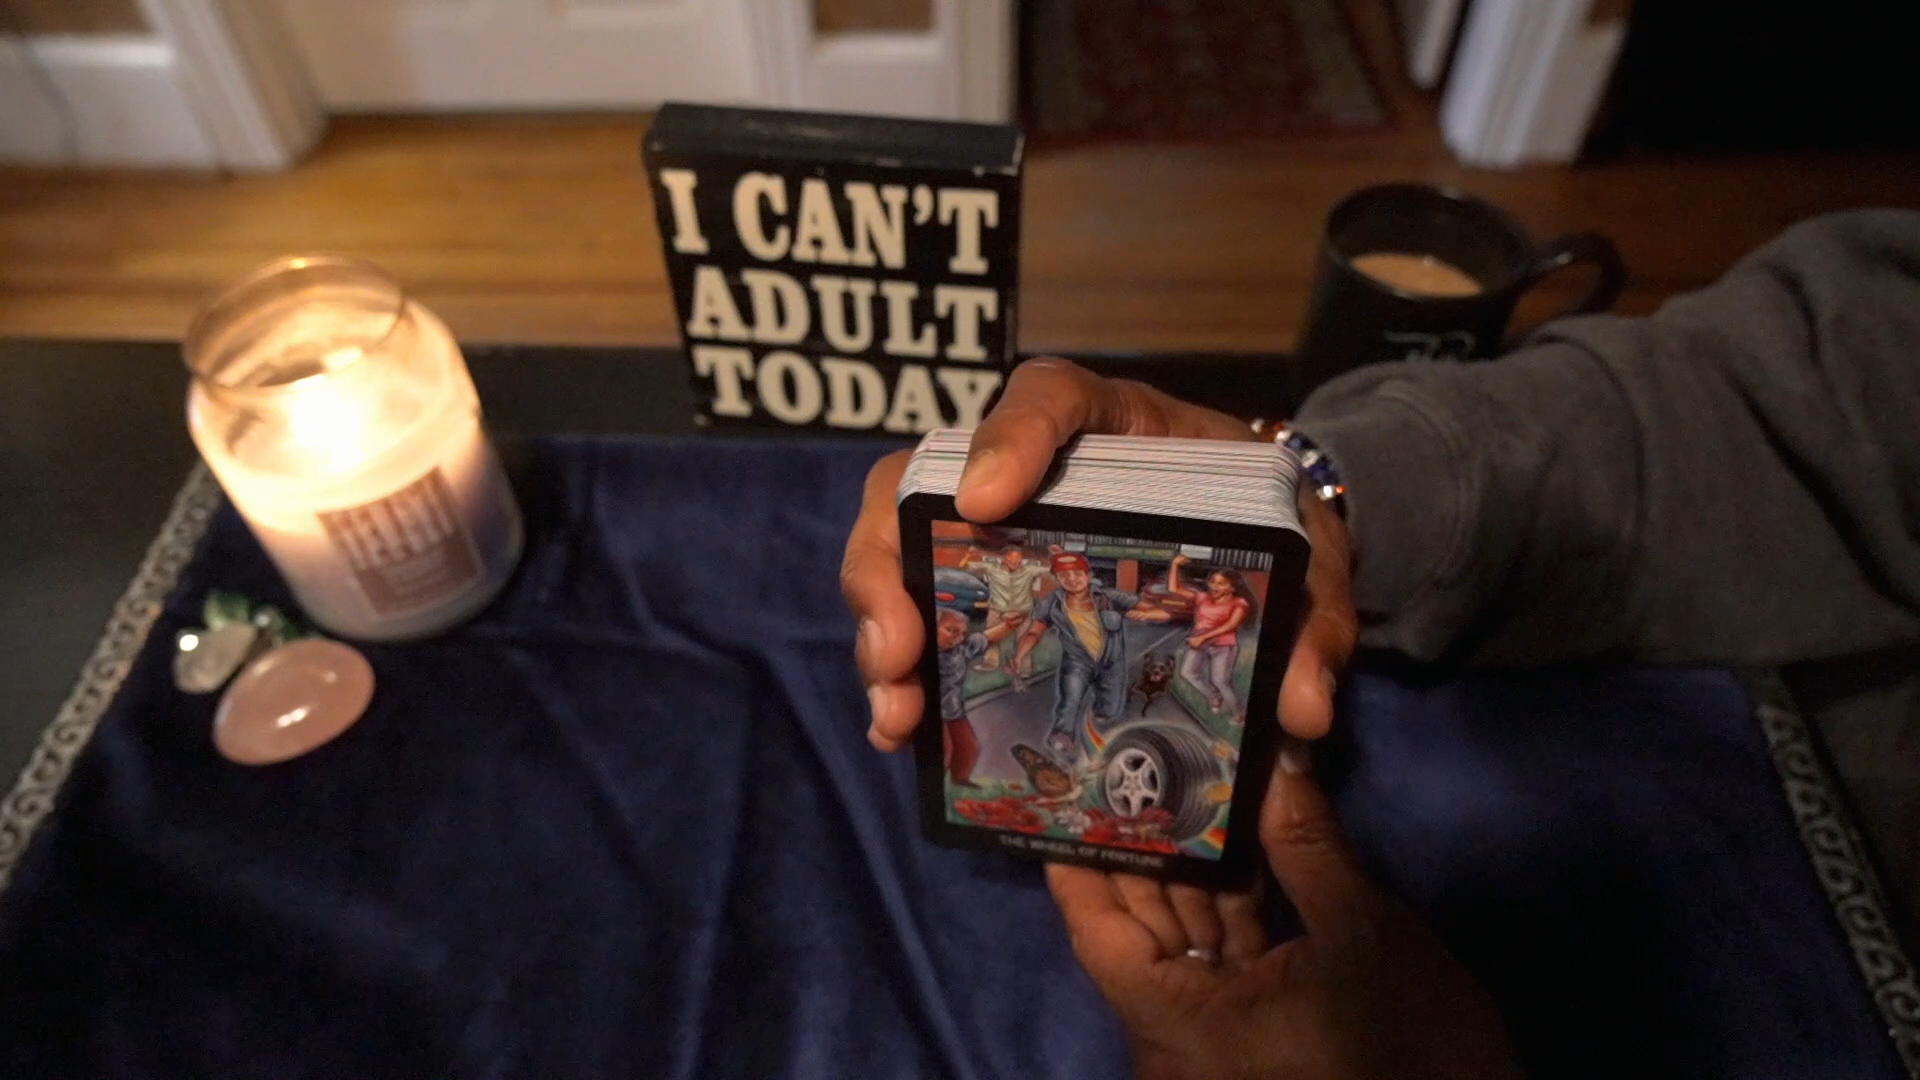 I CAN'T
ADULT
TODAY
THE WHEEL OF FORTUNE